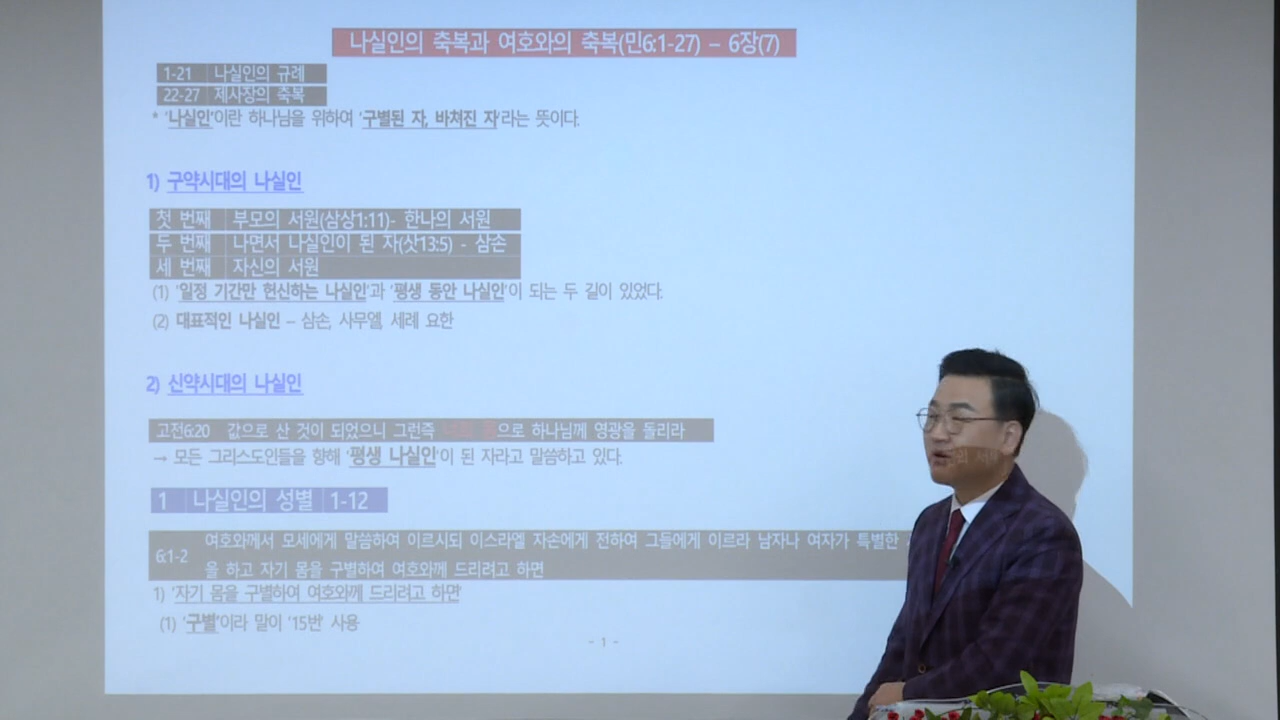 나실인의 축복과 여호와의 축복(민6:1-27) – 6장(7)
1-21 나실인의 규례
22-27 제사장의 축복
* '나실인'이란 하나님을 위하여 '구별된 자, 바쳐진 자'라는 뜻이다.
1) 구약시대의 나실인
첫 번째 부모의 서원(삼상1:11)- 한나의 서원
두 번째 나면서 나실인이 된 자(삿13:5) - 삼손
세 번째 자신의 서원
(1) '일정 기간만 헌신하는 나실인'과 '평생 동안 나실인'이 되는 두 길이 있었다.
(2) 대표적인 나실인 – 삼손, 사무엘, 세례 요한
2) 신약시대의 나실인
고전6:20 값으로 산 것이 되었으니 그런즉 으로 하나님께 영광을 돌리라
→ 모든 그리스도인들을 향해 '평생 나실인'이 된 자라고 말씀하고 있다.
1 나실인의 성별 1-12
6:1-2 여호와께서 모세에게 말씀하여 이르시되 이스라엘 자손에게 전하여 그들에게 이르라 남자나 여자가 특별한
을 하고 자기 몸을 구별하여 여호와께 드리려고 하면
1) '자기 몸을 구별하여 여호와께 드리려고 하면'
(1) '구별'이라 말이 '15번' 사용
- 1 -